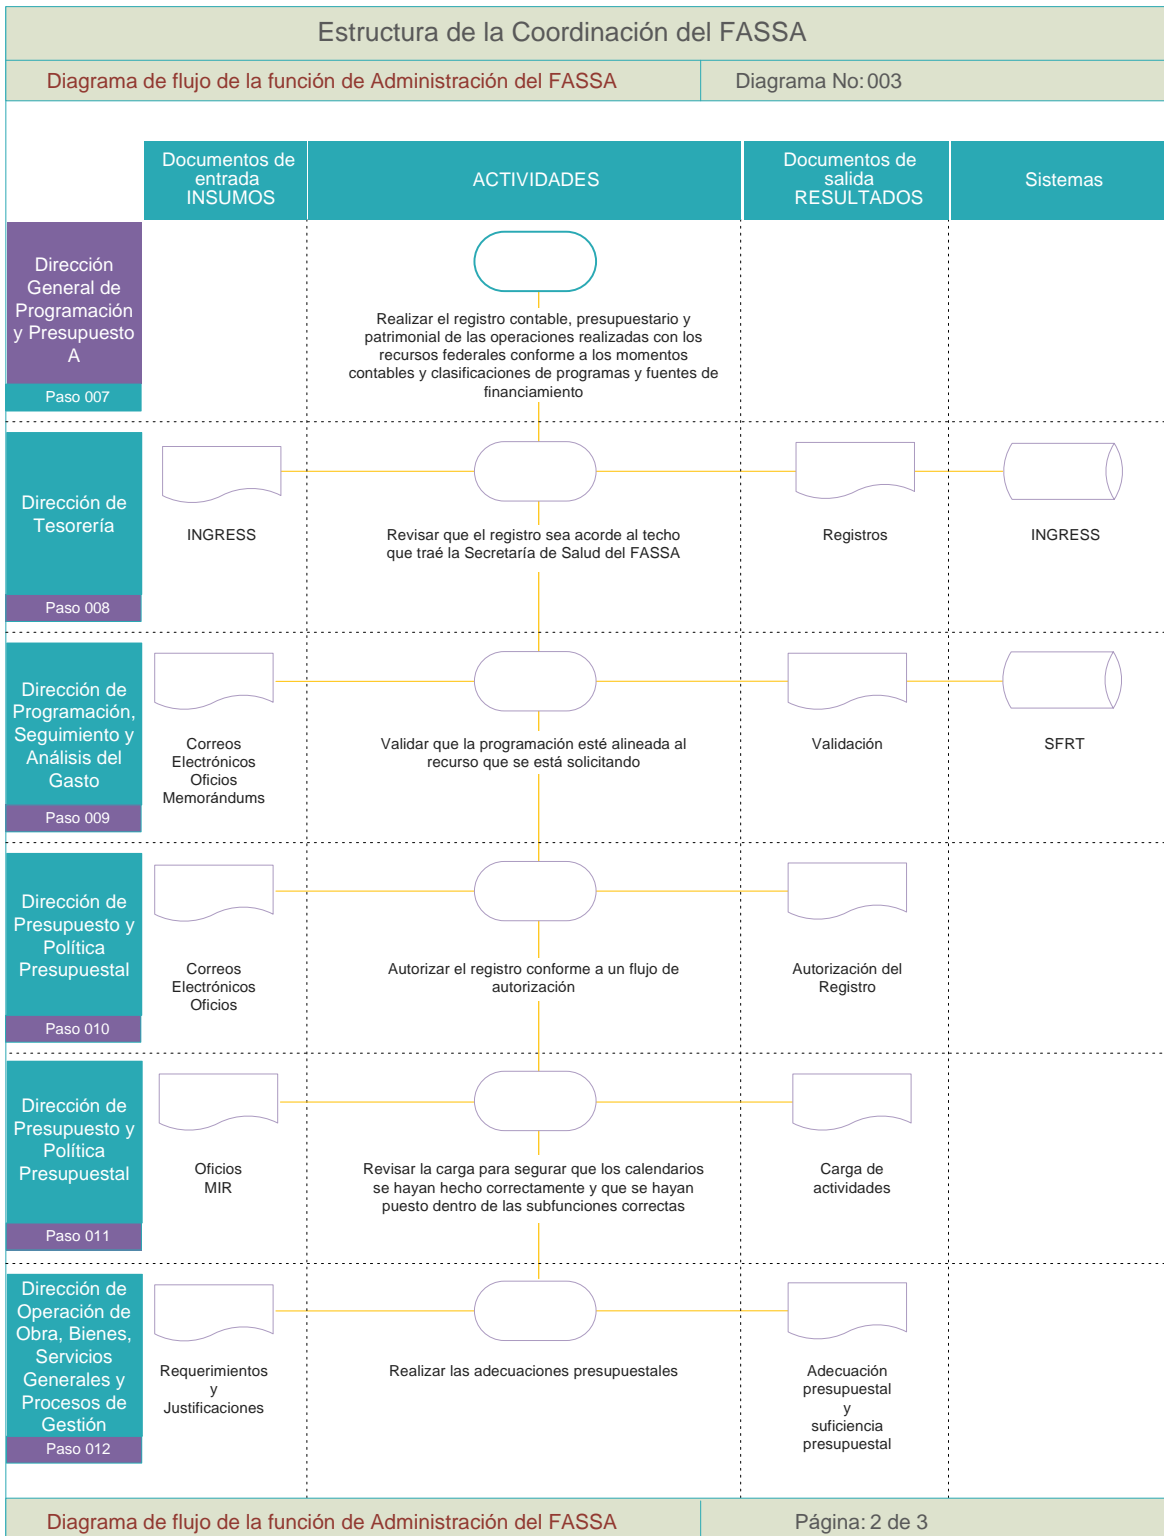 Estructura de la Coordinación del FASSA
Diagrama de flujo de la función de Administración del FASSA
Diagrama No: 003
Documentos de
entrada
INSUMOS
ACTIVIDADES
Documentos de
salida
RESULTADOS
Sistemas
Dirección
General de
Programación
y Presupuesto
A
Paso 007
Realizar el registro contable, presupuestario y
patrimonial de las operaciones realizadas con los
recursos federales conforme a los momentos
contables y clasificaciones de programas y fuentes de
financiamiento
Dirección de
Tesorería
Paso 008
INGRESS
Revisar que el registro sea acorde al techo
que traé la Secretaría de Salud del FASSA
Registros
INGRESS
Dirección de
Programación,
Seguimiento y
Análisis del
Gasto
Paso 009
Correos
Electrónicos
Oficios
Memorándums
Validar que la programación esté alineada al
recurso que se está solicitando
Validación
SFRT
Dirección de
Presupuesto y
Política
Presupuestal
Paso 010
Correos
Electrónicos
Oficios
Autorizar el registro conforme a un flujo de
autorización
Autorización del
Registro
Dirección de
Presupuesto y
Política
Presupuestal
Paso 011
Oficios
MIR
Revisar la carga para segurar que los calendarios
se hayan hecho correctamente y que se hayan
puesto dentro de las subfunciones correctas
Carga de
actividades
Dirección de
Operación de
Obra, Bienes,
Servicios
Generales y
Procesos de
Gestión
Paso 012
Requerimientos
y
Justificaciones
Realizar las adecuaciones presupuestales
Adecuación
presupuestal
y
suficiencia
presupuestal
Diagrama de flujo de la función de Administración del FASSA
Página: 2 de 3